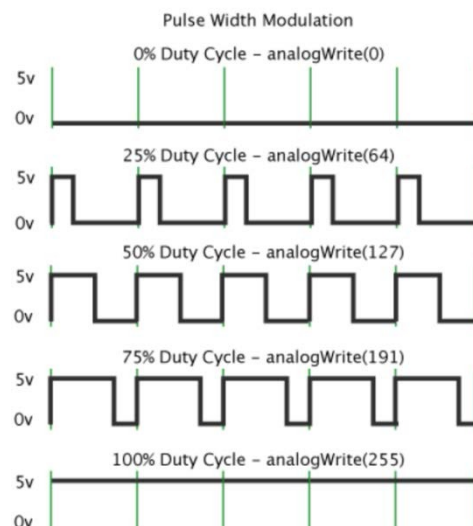 Pulse Width Modulation
0% Duty Cycle – analogWrite(0)
5v
0v
25% Duty Cycle – analogWrite(64)
5v
0v
50% Duty Cycle – analogWrite(127)
5v
0v
75% Duty Cycle – analogWrite(191)
5v
0v
100% Duty Cycle – analogWrite(255)
5v
0v